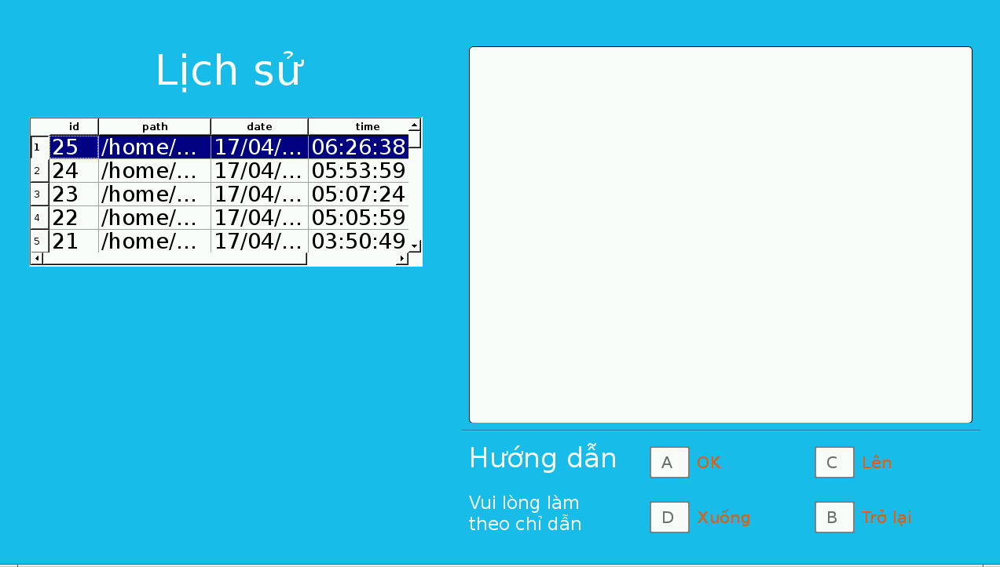 Lịch sử
id path date time
1 25 /home/... 17/04/... 06:26:38
2 24 /home/... 17/04/... 05:53:59
3 23 /home/... 17/04/... 05:07:24
4 22 /home/... 17/04/... 05:05:59
5 21 /home/... 17/04/... 03:50:49
Hướng dẫn
Vui lòng làm
theo chỉ dẫn
A OK
C Lên
D Xuống
B Trở lại